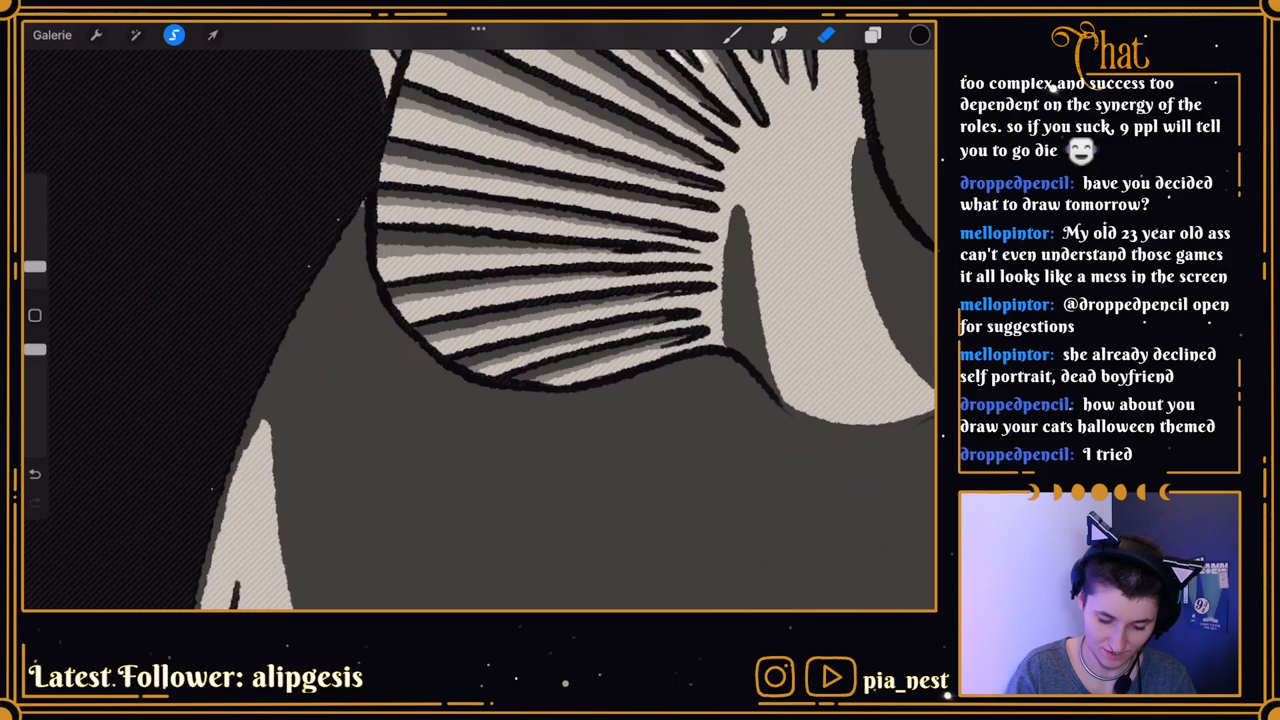 Galerie
Chat
too complex and success too
dependent on the synergy of the
roles. so if you suck, 9 ppl will tell
you to go die
droppedpencil: have you decided
what to draw tomorrow?
mellopintor: My old 23 year old ass
can't even understand those games
it all looks like a mess in the screen
mellopintor: @droppedpencil open
for suggestions
mellopintor: she already declined
self portrait, dead boyfriend
droppedpencil: how about you
draw your cats halloween themed
droppedpencil: I tried
Latest Follower: alipgesis
pia_nest